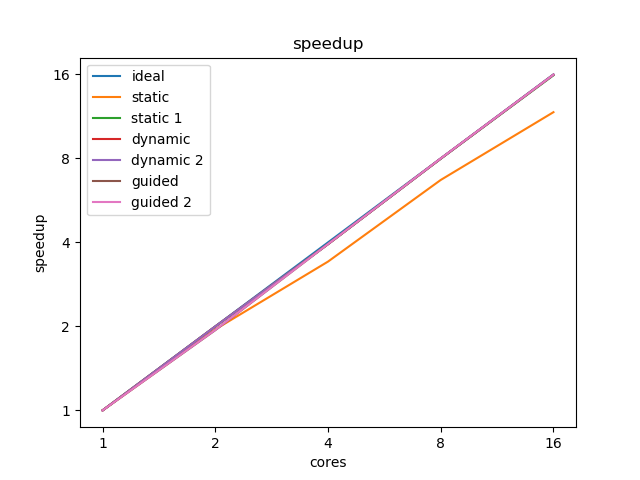 speedup
ideal
static
static 1
dynamic
dynamic 2
guided
guided 2
speedup
16
8
4
2
1
1 2 4 8 16
cores